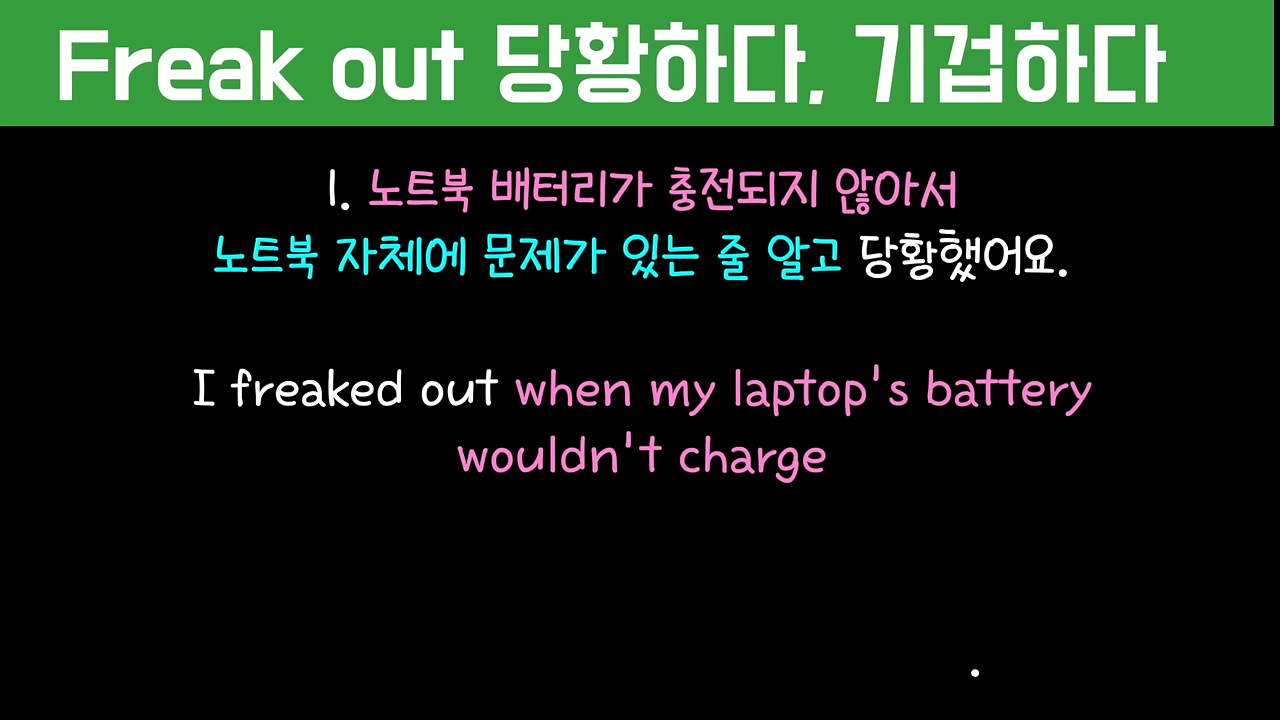 Freak out 당황하다, 기겁하다
1. 노트북 배터리가 충전되지 않아서
노트북 자체에 문제가 있는 줄 알고 당황했어요.
I freaked out when my laptop's battery
wouldn't charge
.